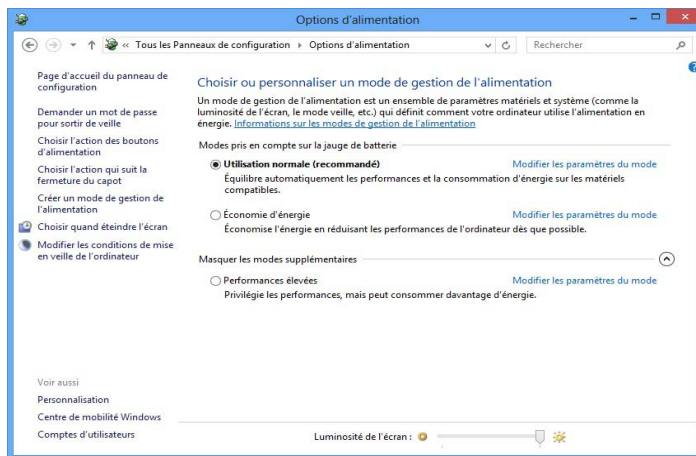 Options d'alimentation
« Tous les Panneaux de configuration ▸ Options d'alimentation
Rechercher
Page d'accueil du panneau de
configuration
Demander un mot de passe
pour sortir de veille
Choisir l'action des boutons
d'alimentation
Choisir l'action qui suit la
fermeture du capot
Créer un mode de gestion de
l'alimentation
Choisir quand éteindre l'écran
Modifier les conditions de mise
en veille de l'ordinateur
Choisir ou personnaliser un mode de gestion de l'alimentation
Un mode de gestion de l'alimentation est un ensemble de paramètres matériels et système (comme la
luminosité de l'écran, le mode veille, etc.) qui définit comment votre ordinateur utilise l'alimentation en
énergie. Informations sur les modes de gestion de l'alimentation
Modes pris en compte sur la jauge de batterie
Utilisation normale (recommandé) Modifier les paramètres du mode
Équilibre automatiquement les performances et la consommation d'énergie sur les matériels
compatibles.
Économie d'énergie Modifier les paramètres du mode
Économise l'énergie en réduisant les performances de l'ordinateur dès que possible.
Masquer les modes supplémentaires
Performances élevées Modifier les paramètres du mode
Privilégie les performances, mais peut consommer davantage d'énergie.
Voir aussi
Personnalisation
Centre de mobilité Windows
Comptes d'utilisateurs
Luminosité de l'écran :